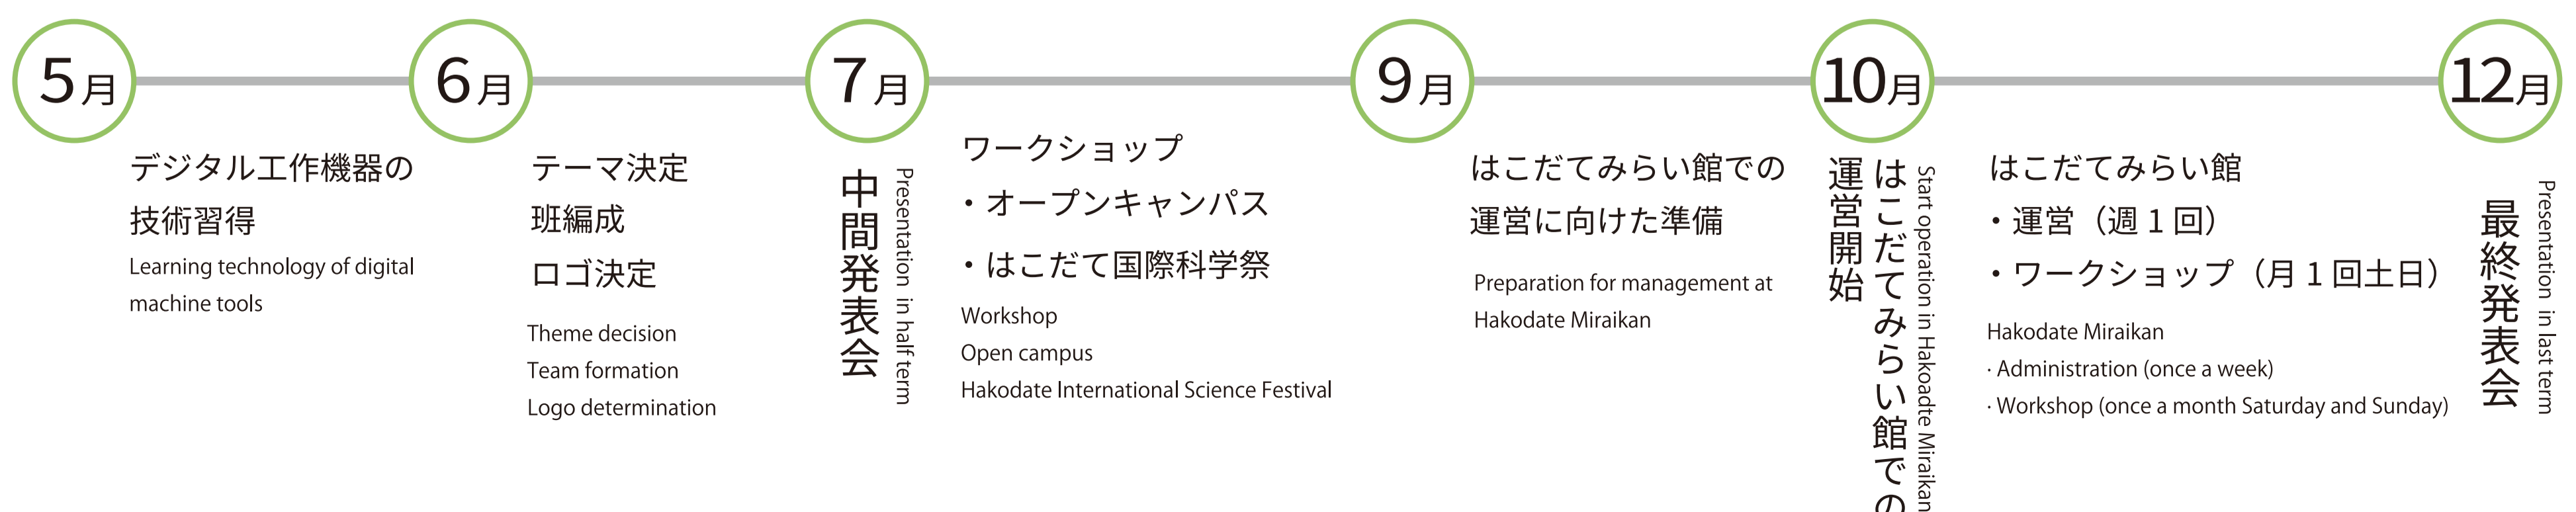 5月
デジタル工作機器の
技術習得
Learning technology of digital
machine tools
6月
テーマ決定
班編成
ロゴ決定
Theme decision
Team formation
Logo determination
7月
中間発表会
Presentation in half term
ワークショップ
・オープンキャンパス
・はこだて国際科学祭
Workshop
Open campus
Hakodate International Science Festival
9月
はこだてみらい館での
運営に向けた準備
Preparation for management at
Hakodate Miraikan
10月
はこだてみらい館での
運営開始
Start operation in Hakoadte Miraikan
はこだてみらい館
・運営（週1回）
・ワークショップ（月1回土日）
Hakodate Miraikan
· Administration (once a week)
· Workshop (once a month Saturday and Sunday)
12月
最終発表会
Presentation in last term